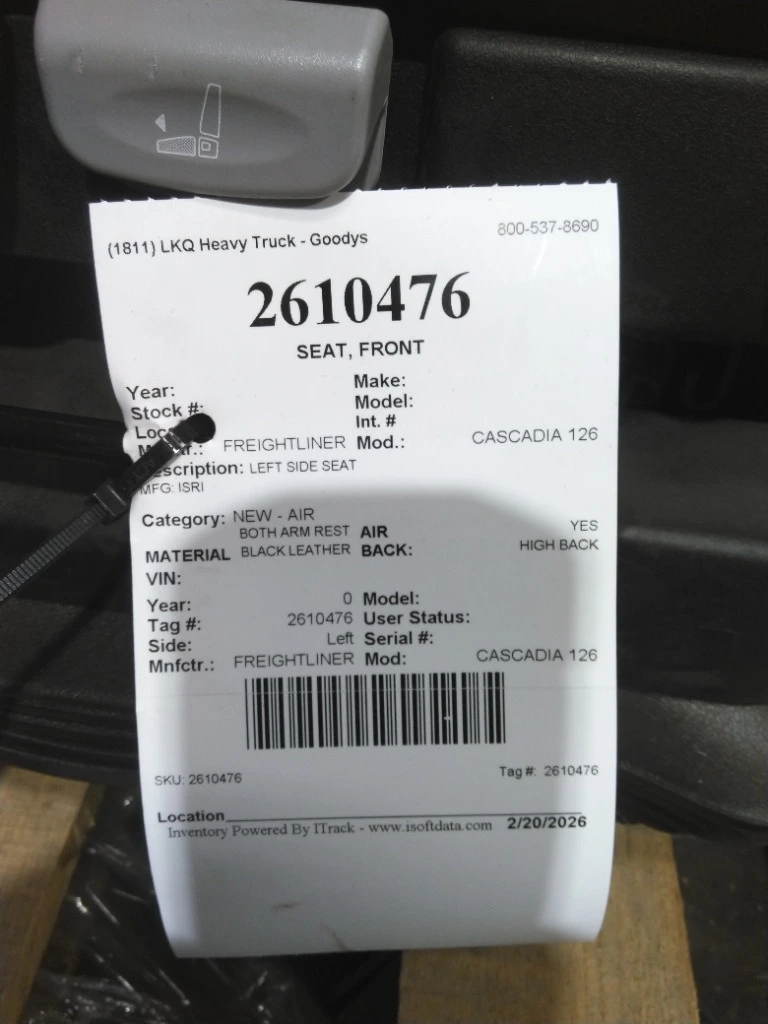 (1811) LKQ Heavy Truck - Goodys 800-537-8690
2610476
SEAT, FRONT
Year: Make:
Stock #: Model:
Int. #
FREIGHTLINER Mod.: CASCADIA 126
Description: LEFT SIDE SEAT
MFG: ISRI
Category: NEW - AIR
BOTH ARM REST AIR YES
MATERIAL BLACK LEATHER BACK: HIGH BACK
VIN:
Year: 0 Model:
Tag #: 2610476 User Status:
Side: Left Serial #:
Mnfctr.: FREIGHTLINER Mod: CASCADIA 126
SKU: 2610476 Tag #: 2610476
Location
Inventory Powered By ITrack - www.isoftdata.com 2/20/2026